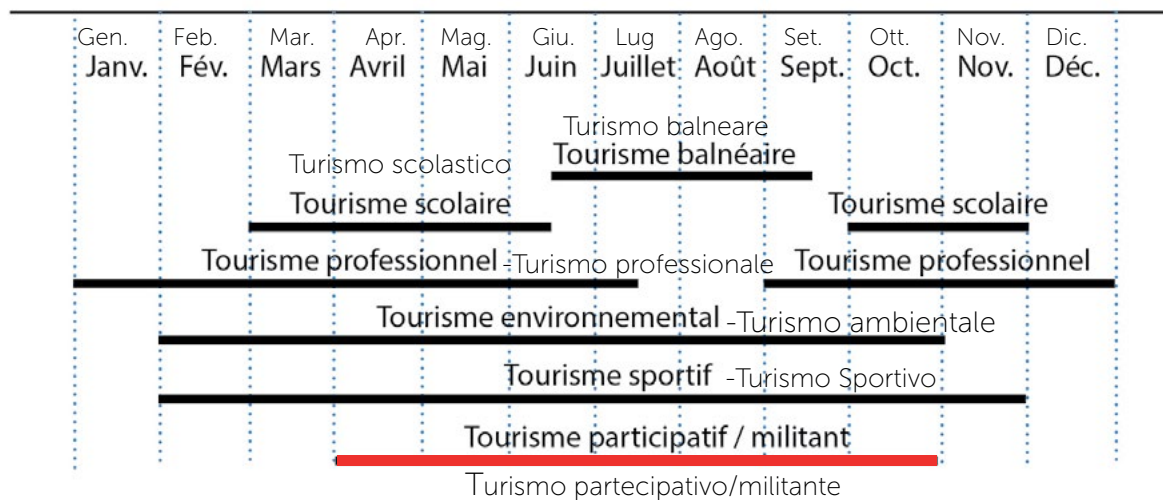 Gen. Feb. Mar. Apr. Mag. Giu. Lug Ago. Set. Ott. Nov. Dic.
Janv. Fév. Mars Avril Mai Juin Juillet Août Sept. Oct. Nov. Déc.
Turismo balneare
Tourisme balnéaire
Turismo scolastico
Tourisme scolaire Tourisme scolaire
Tourisme professionnel -Turismo professionale Tourisme professionnel
Tourisme environnemental -Turismo ambientale
Tourisme sportif -Turismo Sportivo
Tourisme participatif / militant
Turismo partecipativo/militante